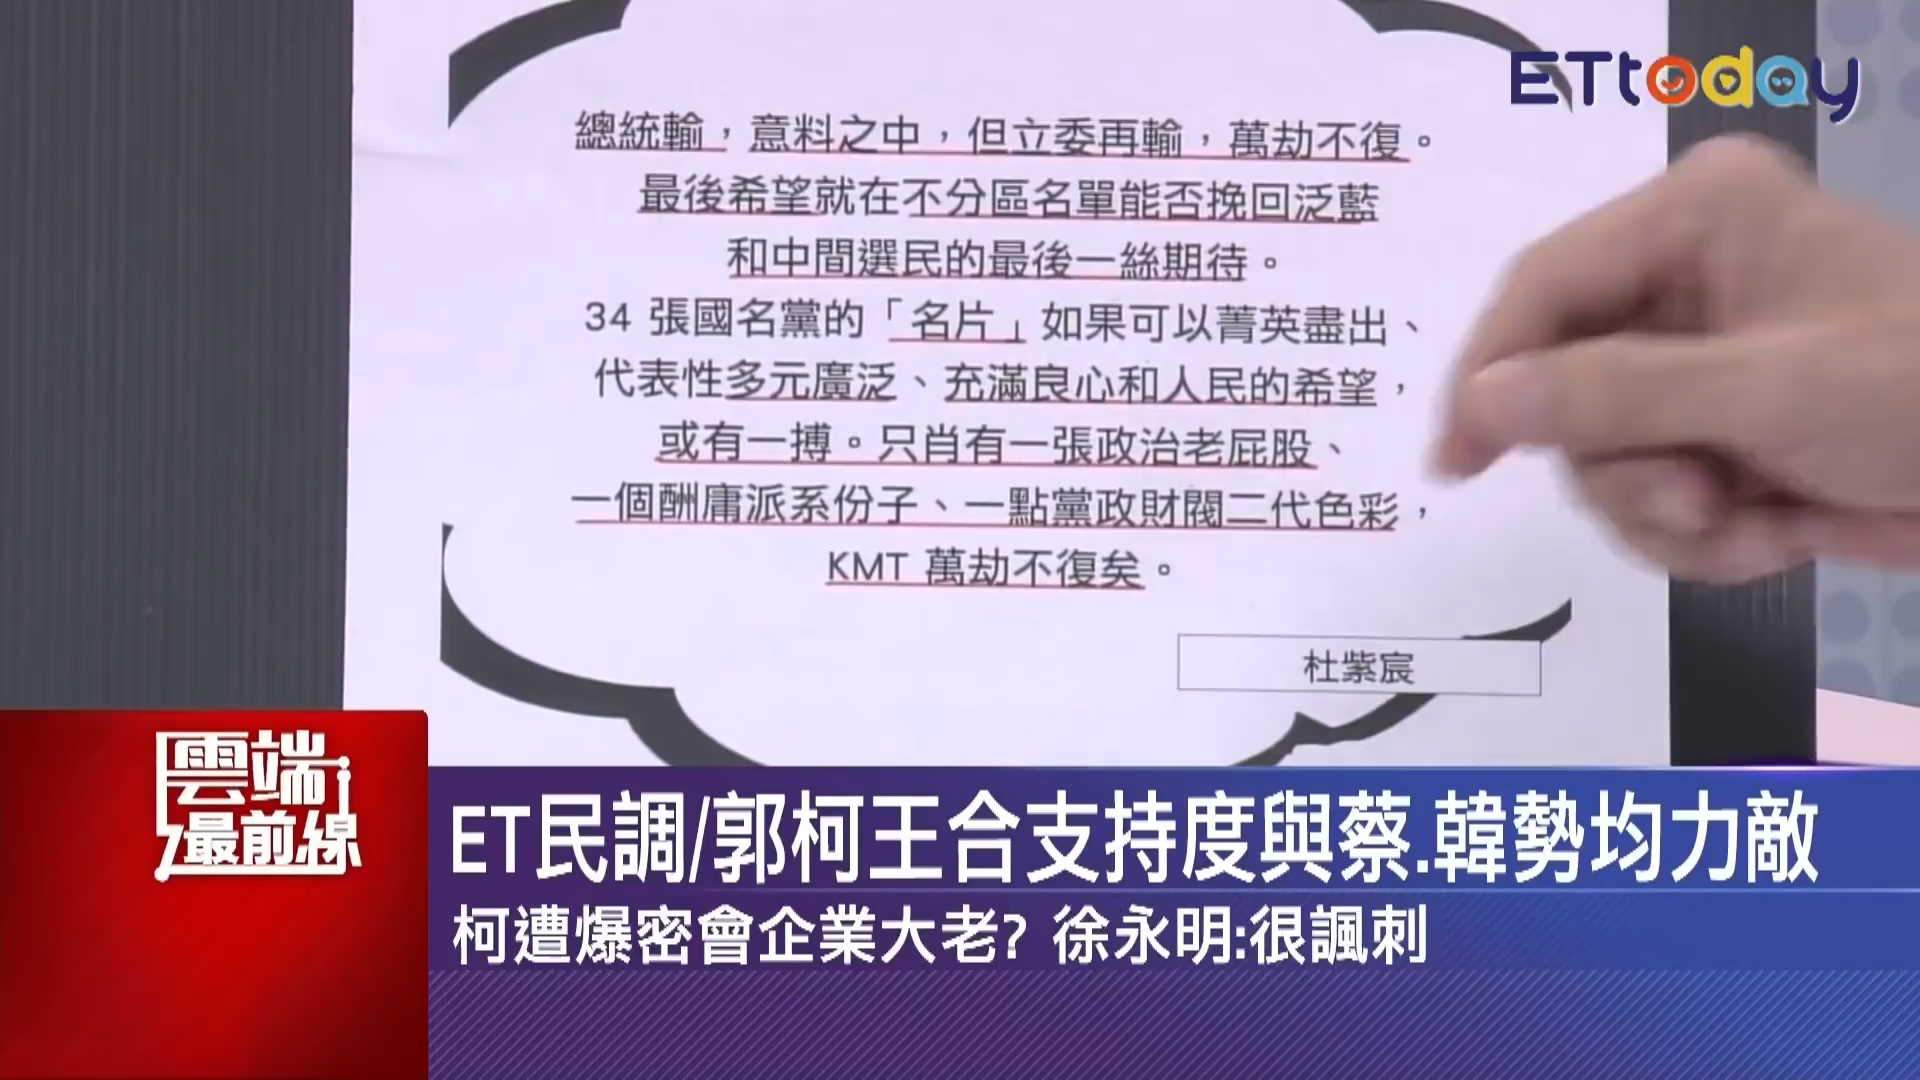 ETtoday
總統輸，意料之中，但立委再輸，萬劫不復。
最後希望就在不分區名單能否挽回泛藍
和中間選民的最後一絲期待。
34 張國名黨的「名片」如果可以菁英盡出、
代表性多元廣泛、充滿良心和人民的希望，
或有一搏。只肖有一張政治老屁股、
一個酬庸派系份子、一點黨政財閥二代色彩，
KMT 萬劫不復矣。
杜紫宸
雲端
最前線
ET民調/郭柯王合支持度與蔡.韓勢均力敵
柯遭爆密會企業大老? 徐永明:很諷刺